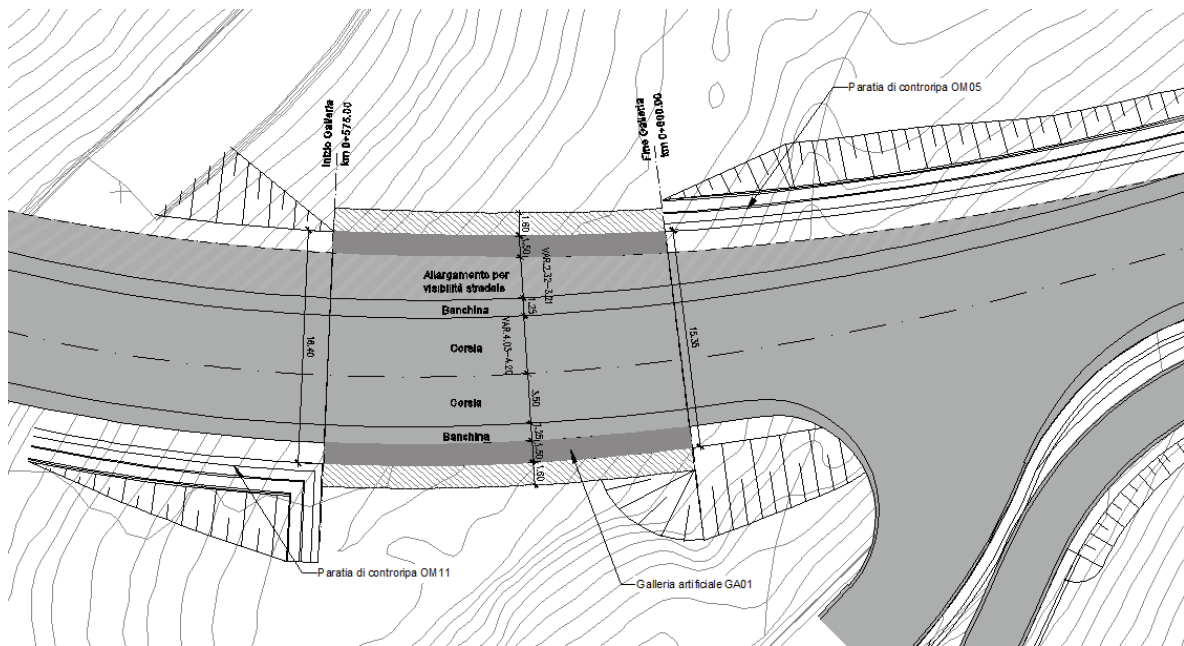 Paratia di controripa OM05
Inizio Galleria
km 0+575.00
Fine Galleria
km 0+600.00
1.60
1.50
VAR.2.32-3.21
Allargamento per
visibilità stradale
1.25
Banchina
16.40
Corsia
VAR.4.03-4.20
15.35
Corsia
3.50
Banchina
1.25
1.50
1.60
Paratia di controripa OM11
Galleria artificiale GA01